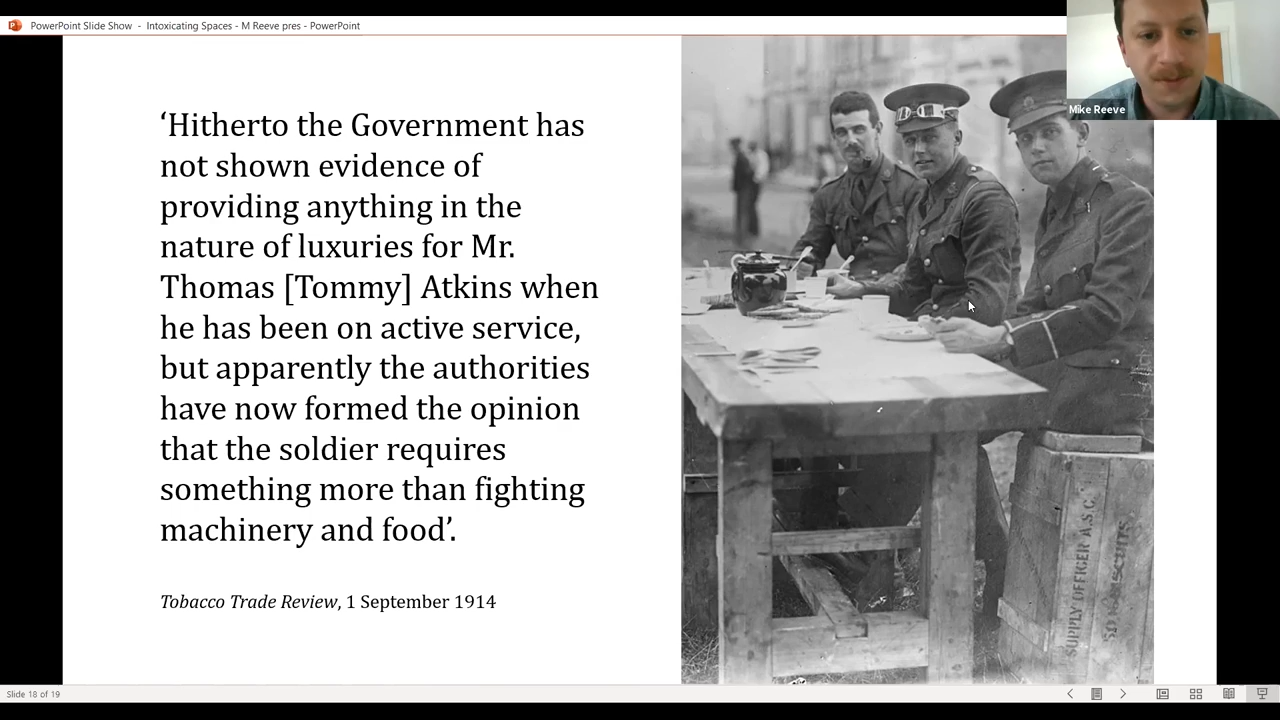 PowerPoint Slide Show - Intoxicating Spaces - M Reeve pres - PowerPoint
Mike Reeve
‘Hitherto the Government has
not shown evidence of
providing anything in the
nature of luxuries for Mr.
Thomas [Tommy] Atkins when
he has been on active service,
but apparently the authorities
have now formed the opinion
that the soldier requires
something more than fighting
machinery and food’.
Tobacco Trade Review, 1 September 1914
SUPPLY OFFICER A.S.C.
BISCUITS
Slide 18 of 19